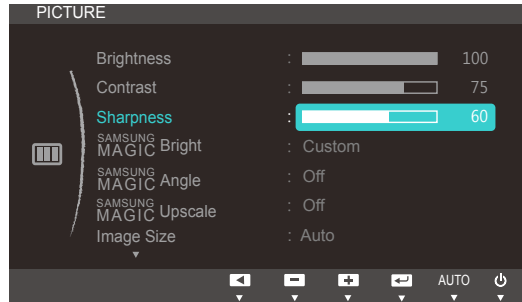 PICTURE
Brightness : 100
Contrast : 75
Sharpness : 60
SAMSUNG
MAGIC Bright : Custom
SAMSUNG
MAGIC Angle : Off
SAMSUNG
MAGIC Upscale : Off
Image Size : Auto
AUTO